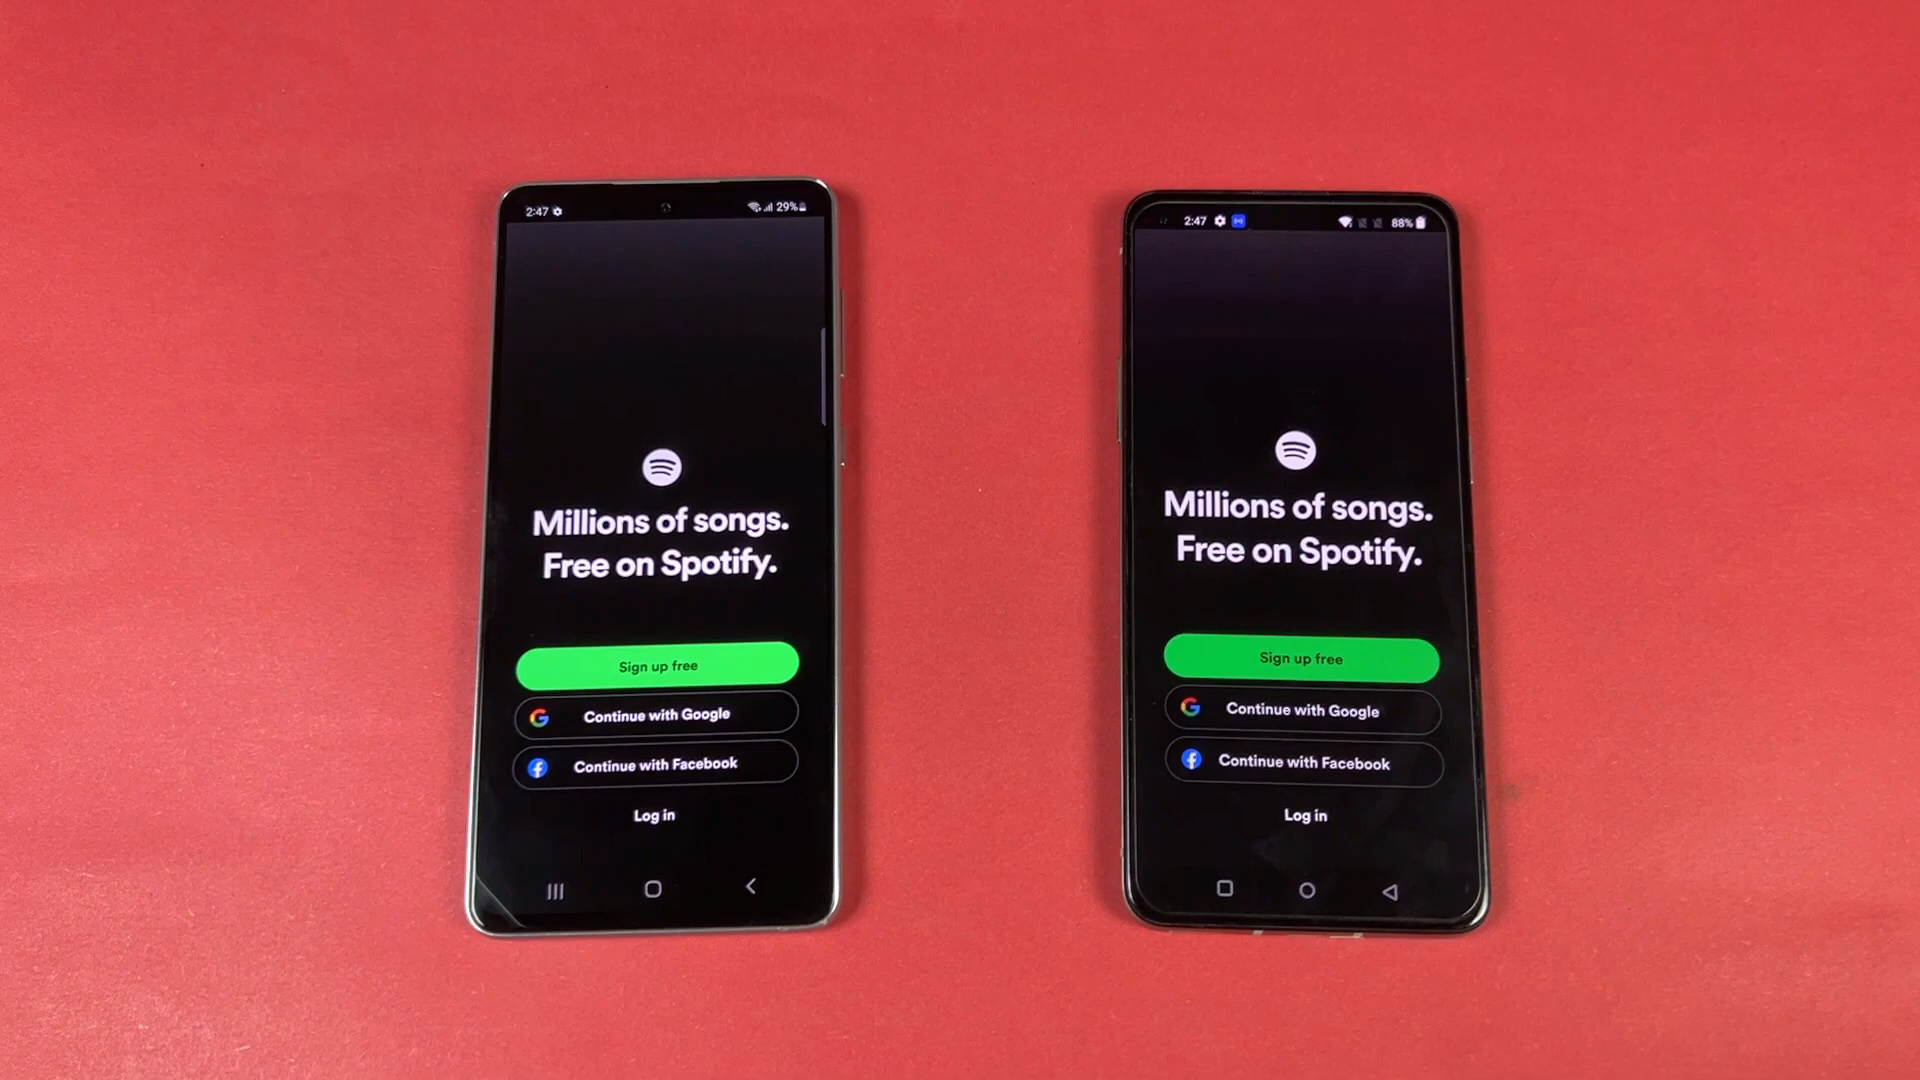 2:47
29%
Millions of songs.
Free on Spotify.
Sign up free
Continue with Google
Continue with Facebook
Log in
2:47
88%
Millions of songs.
Free on Spotify.
Sign up free
Continue with Google
Continue with Facebook
Log in